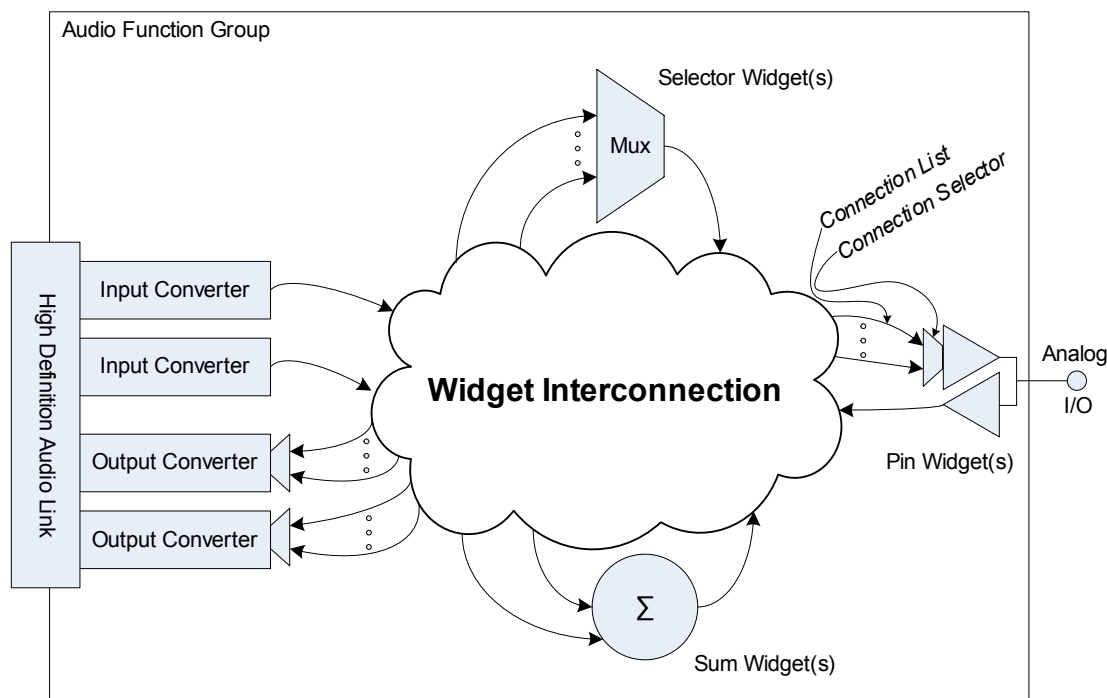 Audio Function Group
Selector Widget(s)
Mux
Connection List
Connection Selector
High Definition Audio Link
Input Converter
Input Converter
Output Converter
Output Converter
Widget Interconnection
Analog
I/O
Pin Widget(s)
Σ
Sum Widget(s)